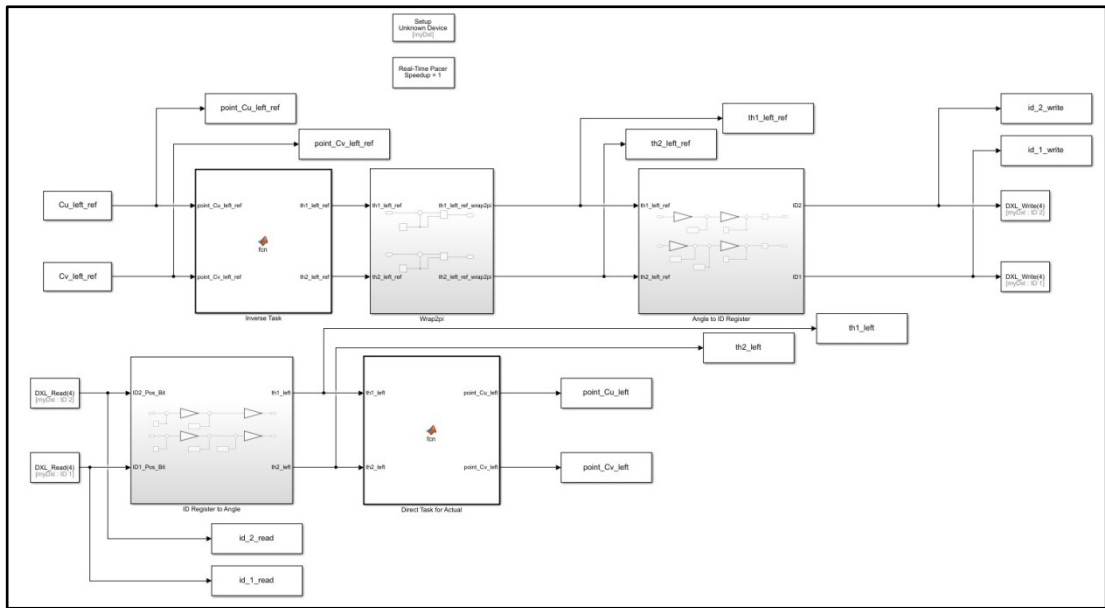 Setup
Unknown Device
[myDxl]
Real-Time Pacer
Speedup = 1
point_Cu_left_ref
point_Cv_left_ref
th1_left_ref
th2_left_ref
id_2_write
id_1_write
Cu_left_ref
Cv_left_ref
point_Cu_left_ref
point_Cv_left_ref
fcn
th1_left_ref
th2_left_ref
Inverse Task
th1_left_ref
th2_left_ref
th1_left_ref_wrap2pi
th2_left_ref_wrap2pi
Wrap2pi
th1_left_ref
th2_left_ref
ID2
ID1
Angle to ID Register
DXL_Write(4)
[myDxl : ID 2]
DXL_Write(4)
[myDxl : ID 1]
th1_left
th2_left
DXL_Read(4)
[myDxl : ID 2]
DXL_Read(4)
[myDxl : ID 1]
ID2_Pos_Bit
ID1_Pos_Bit
th1_left
th2_left
ID Register to Angle
th1_left
th2_left
fcn
point_Cu_left
point_Cv_left
Direct Task for Actual
point_Cu_left
point_Cv_left
id_2_read
id_1_read